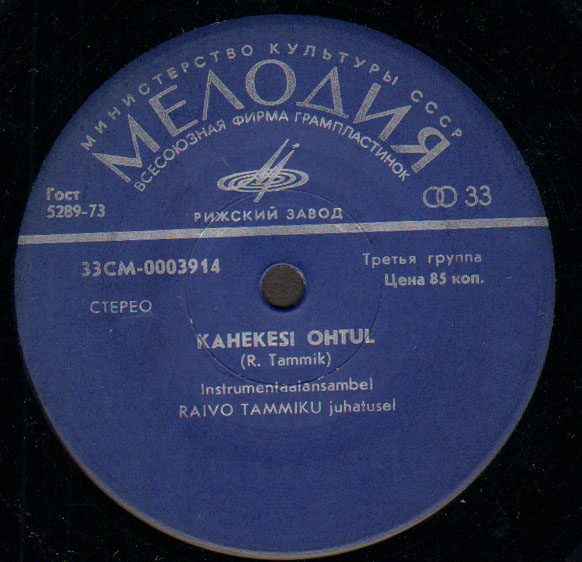 МИНИСТЕРСТВО КУЛЬТУРЫ СССР
МЕЛОДИЯ
ВСЕСОЮЗНАЯ ФИРМА ГРАМПЛАСТИНОК
Гост
5289-73
33
РИЖСКИЙ ЗАВОД
33СМ-0003914
Третья группа
Цена 85 коп.
СТЕРЕО
KAHEKESI OHTUL
(R. Tammik)
Instrumentaalansambel
RAIVO TAMMIKU juhatusel